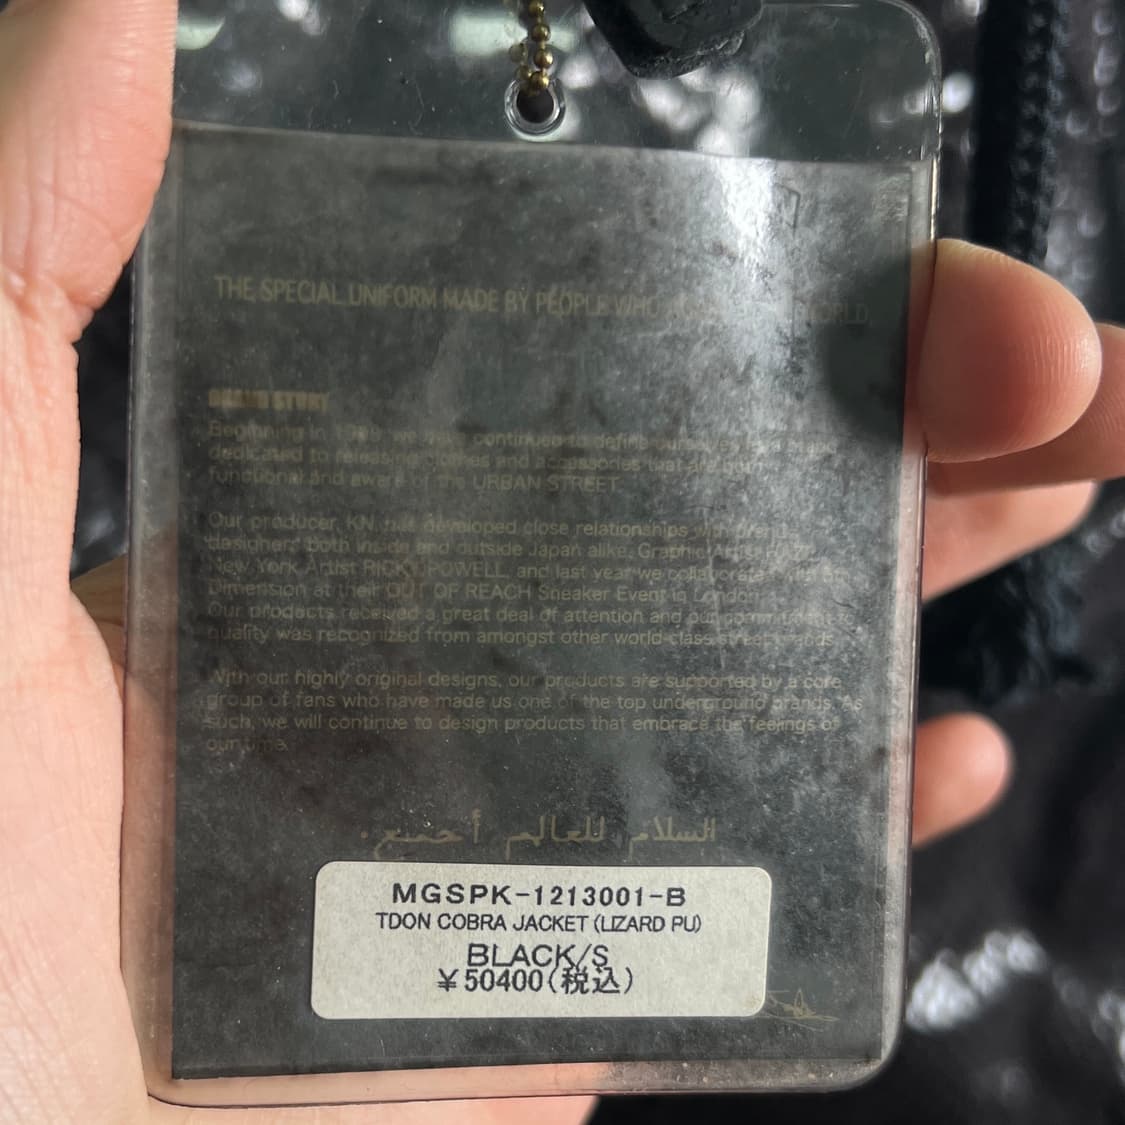 THE SPECIAL UNIFORM MADE BY PEOPLE WHO WORLD
BRAND STORY
Beginning in we have continued to define ourselves
dedicated to releasing clothes and accessories that are both
functional and aware of the URBAN STREET.
Our producer, KN, has developed close relationships with
designers both inside and outside Japan alike. Graphic Artist
New York Artist RICK POWELL, and last year we collaborated
Dimension at their OUT OF REACH Sneaker Event in London.
Our products received a great deal of attention and our commitment to
quality was recognized from amongst other world-class street brands.
With our highly original designs, our products are supported by a core
group of fans who have made us one of the top underground brands. As
such, we will continue to design products that embrace the feelings of
our time.
السلام للعالم أجمع.
MGSPK-1213001-B
TDON COBRA JACKET (LIZARD PU)
BLACK/S
¥50400(税込)